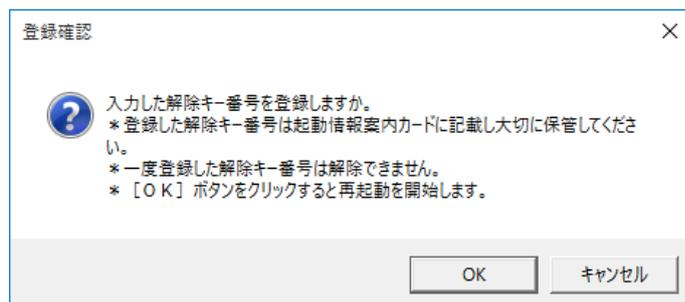 登録確認
入力した解除キー番号を登録しますか。
＊登録した解除キー番号は起動情報案内カードに記載し大切に保管してくださ
い。
＊一度登録した解除キー番号は解除できません。
＊［ＯＫ］ボタンをクリックすると再起動を開始します。
OK
キャンセル